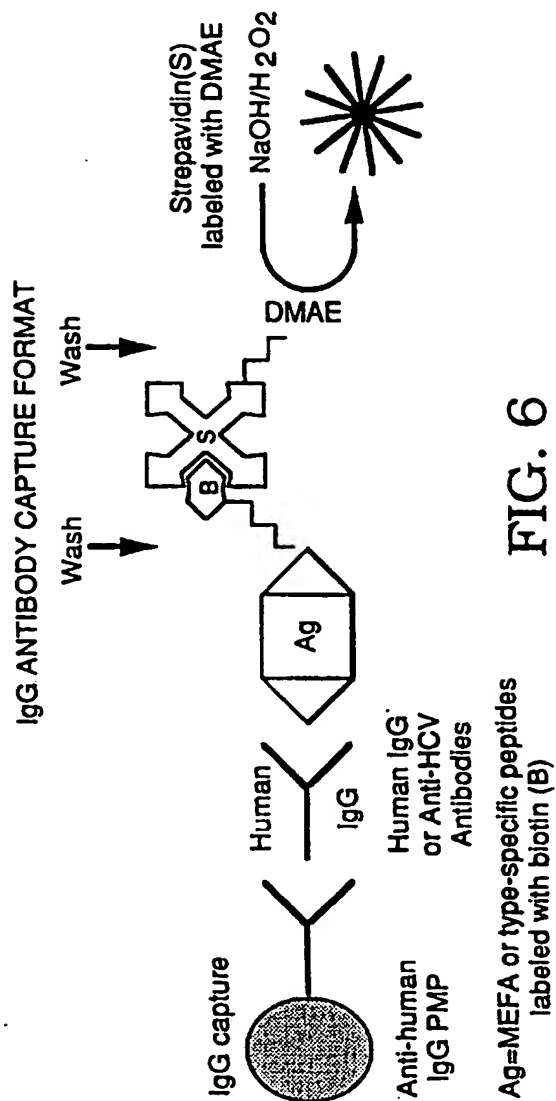 IgG ANTIBODY CAPTURE FORMAT
Wash
Wash
Strepavidin(S)
labeled with DMAE
NaOH/H2O2
DMAE
S
B
Ag
IgG capture
Human
IgG
Anti-human
IgG PMP
Human IgG
or Anti-HCV
Antibodies
Ag=MEFA or type-specific peptides
labeled with biotin (B)
FIG. 6